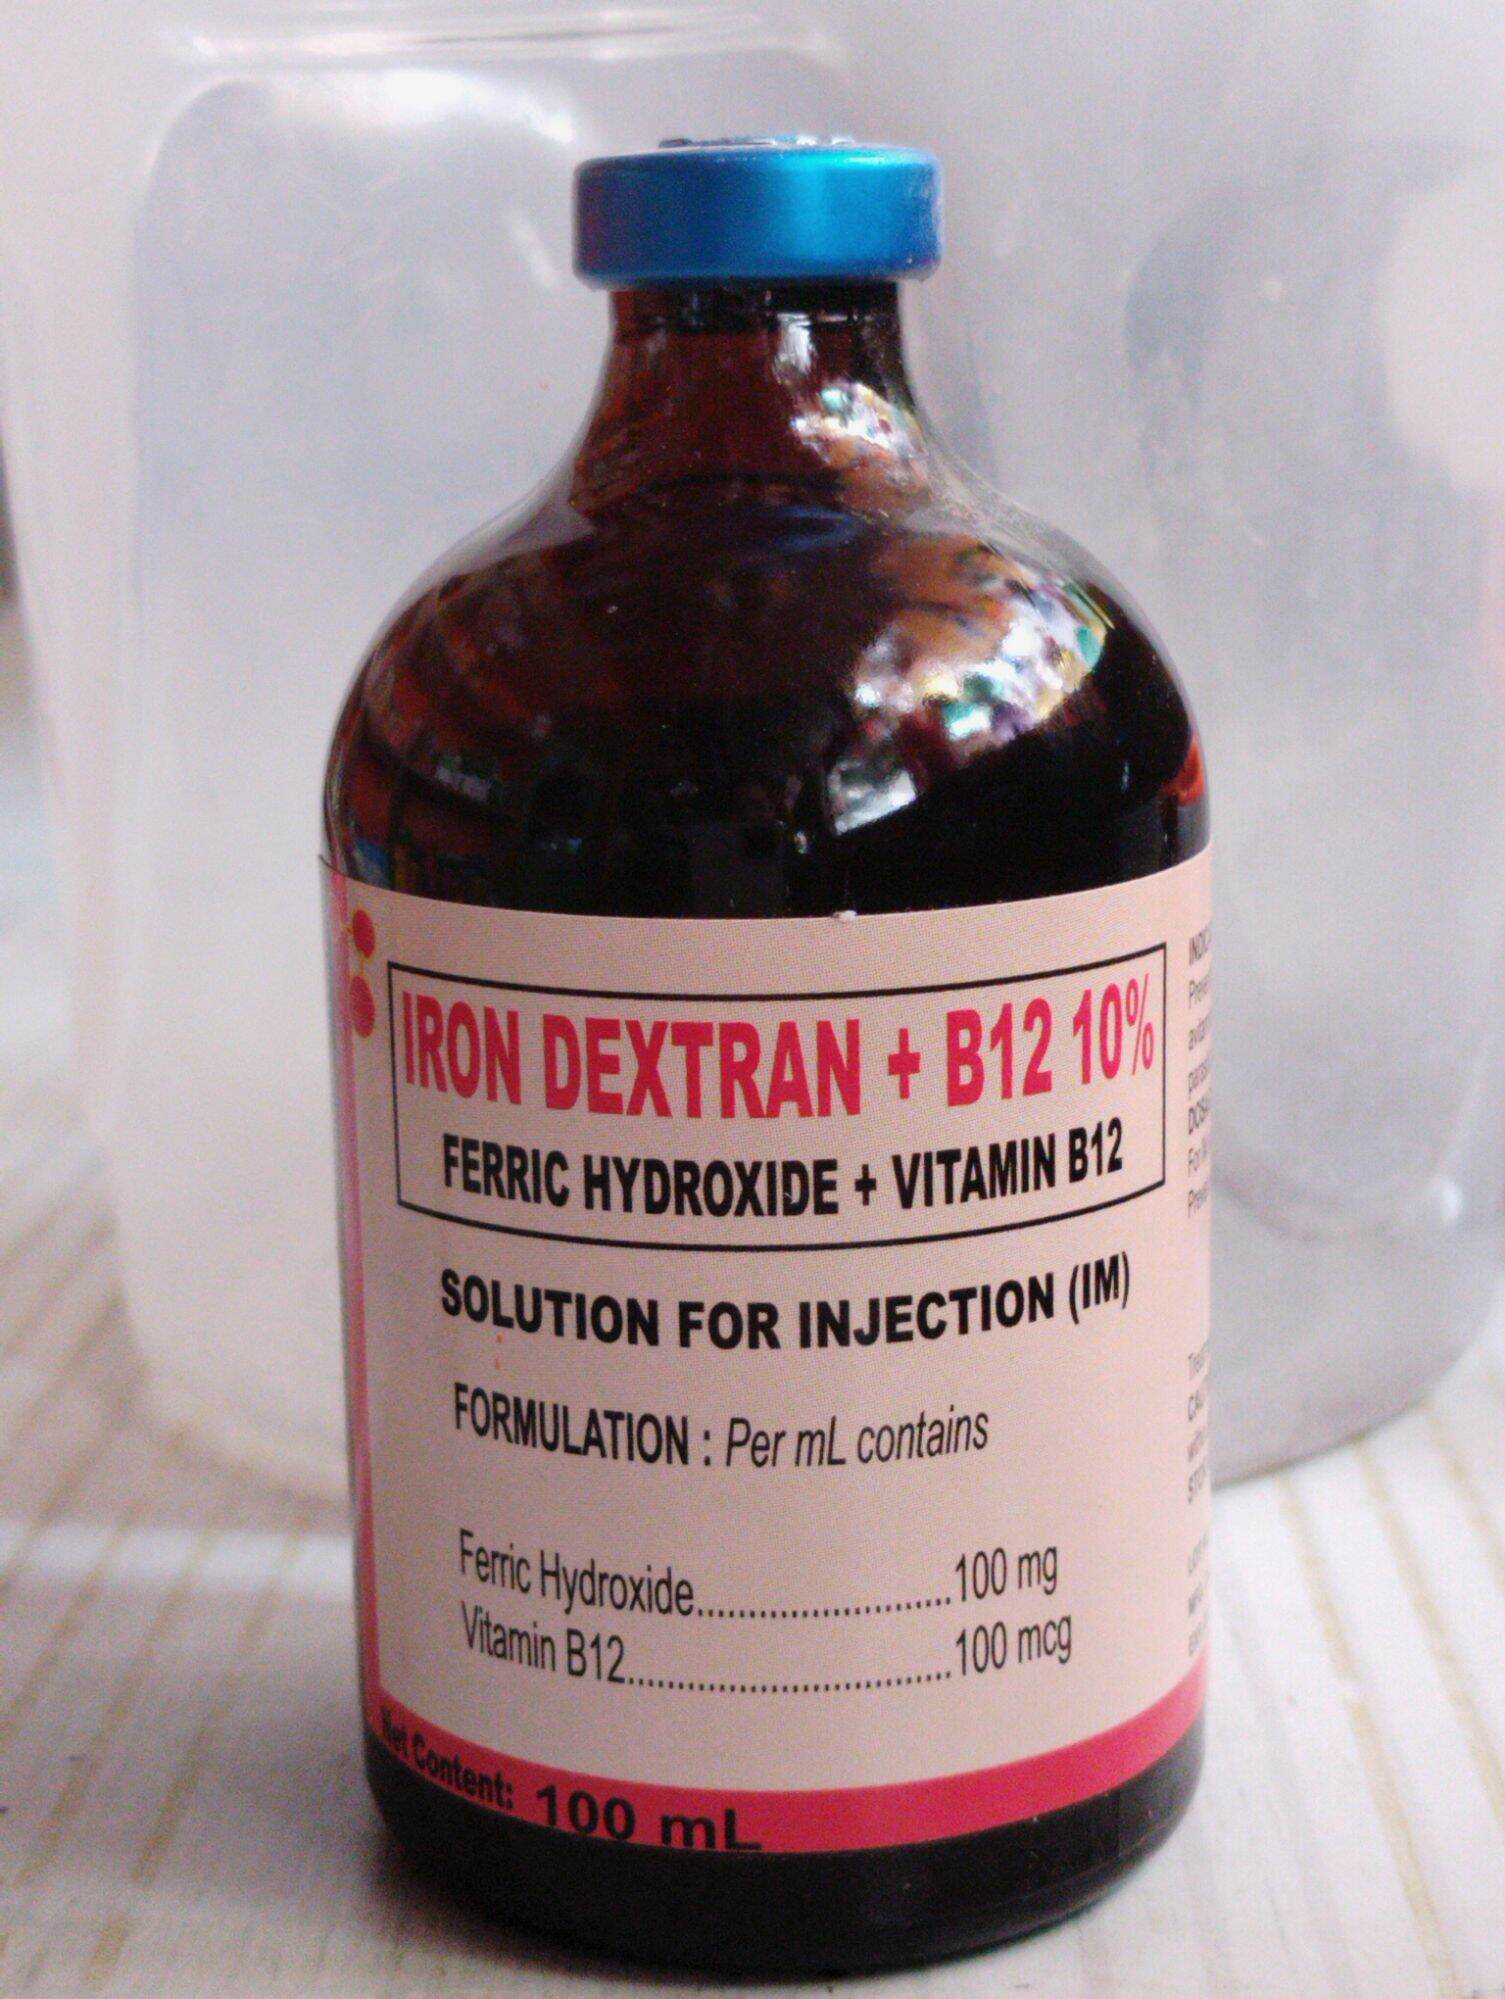 IRON DEXTRAN + B12 10%
FERRIC HYDROXIDE + VITAMIN B12
SOLUTION FOR INJECTION (IM)
FORMULATION : Per mL contains
Ferric Hydroxide.........................100 mg
Vitamin B12................................100 mcg
Net Content: 100 mL